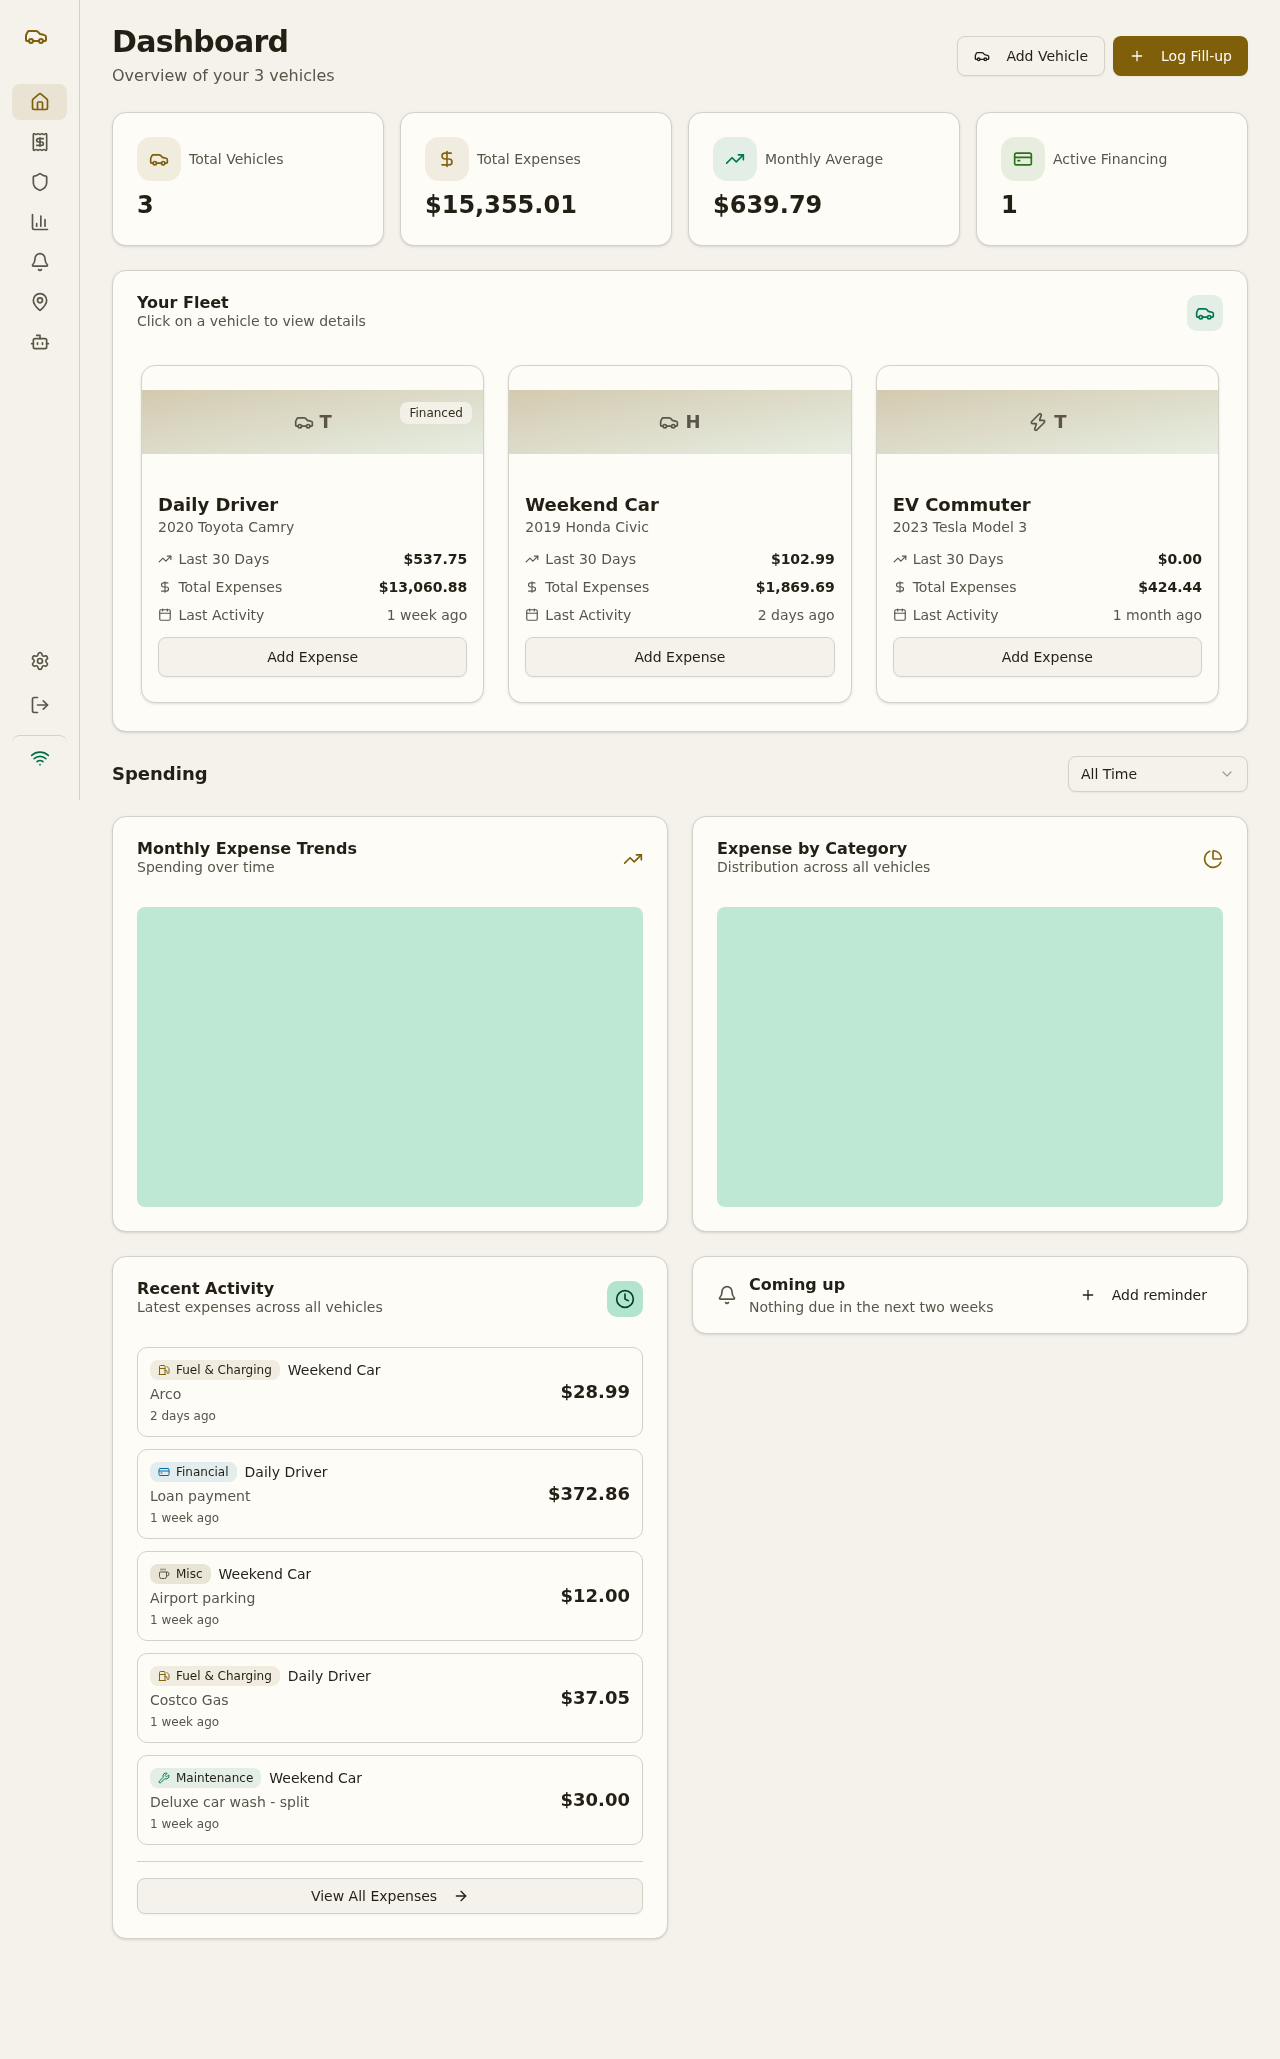 Dashboard
Overview of your 3 vehicles
Add Vehicle
Log Fill-up
Total Vehicles
3
Total Expenses
$15,355.01
Monthly Average
$639.79
Active Financing
1
Your Fleet
Click on a vehicle to view details
T
Financed
Daily Driver
2020 Toyota Camry
Last 30 Days $537.75
Total Expenses $13,060.88
Last Activity 1 week ago
Add Expense
H
Weekend Car
2019 Honda Civic
Last 30 Days $102.99
Total Expenses $1,869.69
Last Activity 2 days ago
Add Expense
T
EV Commuter
2023 Tesla Model 3
Last 30 Days $0.00
Total Expenses $424.44
Last Activity 1 month ago
Add Expense
Spending
All Time
Monthly Expense Trends
Spending over time
Expense by Category
Distribution across all vehicles
Recent Activity
Latest expenses across all vehicles
Fuel & Charging Weekend Car
Arco
2 days ago
$28.99
Financial Daily Driver
Loan payment
1 week ago
$372.86
Misc Weekend Car
Airport parking
1 week ago
$12.00
Fuel & Charging Daily Driver
Costco Gas
1 week ago
$37.05
Maintenance Weekend Car
Deluxe car wash - split
1 week ago
$30.00
View All Expenses
Coming up
Nothing due in the next two weeks
Add reminder